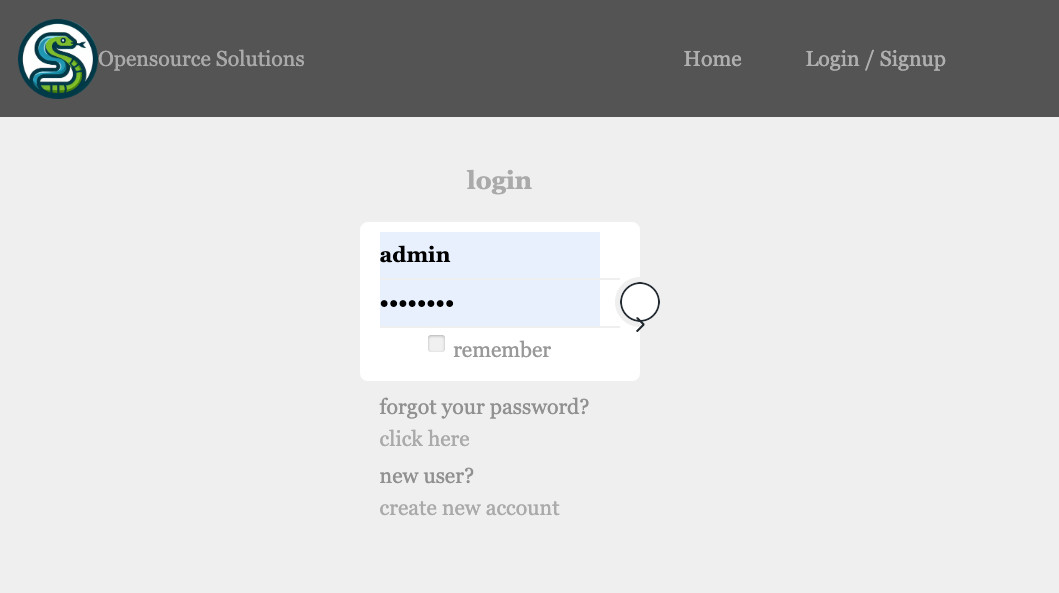 Opensource Solutions
Home
Login / Signup
login
admin
••••••••
remember
forgot your password?
click here
new user?
create new account